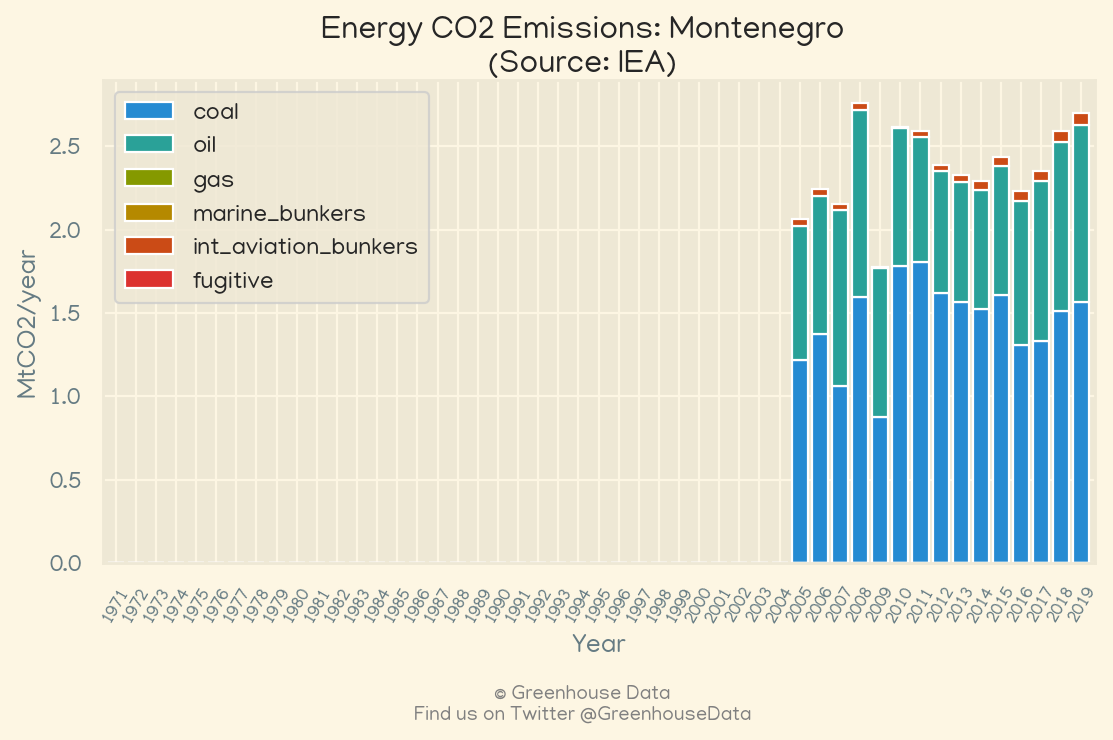 Energy CO2 Emissions: Montenegro
(Source: IEA)
coal
oil
gas
marine_bunkers
int_aviation_bunkers
fugitive
MtCO2/year
2.5
2.0
1.5
1.0
0.5
0.0
1971 1972 1973 1974 1975 1976 1977 1978 1979 1980 1981 1982 1983 1984 1985 1986 1987 1988 1989 1990 1991 1992 1993 1994 1995 1996 1997 1998 1999 2000 2001 2002 2003 2004 2005 2006 2007 2008 2009 2010 2011 2012 2013 2014 2015 2016 2017 2018 2019
Year
© Greenhouse Data
Find us on Twitter @GreenhouseData